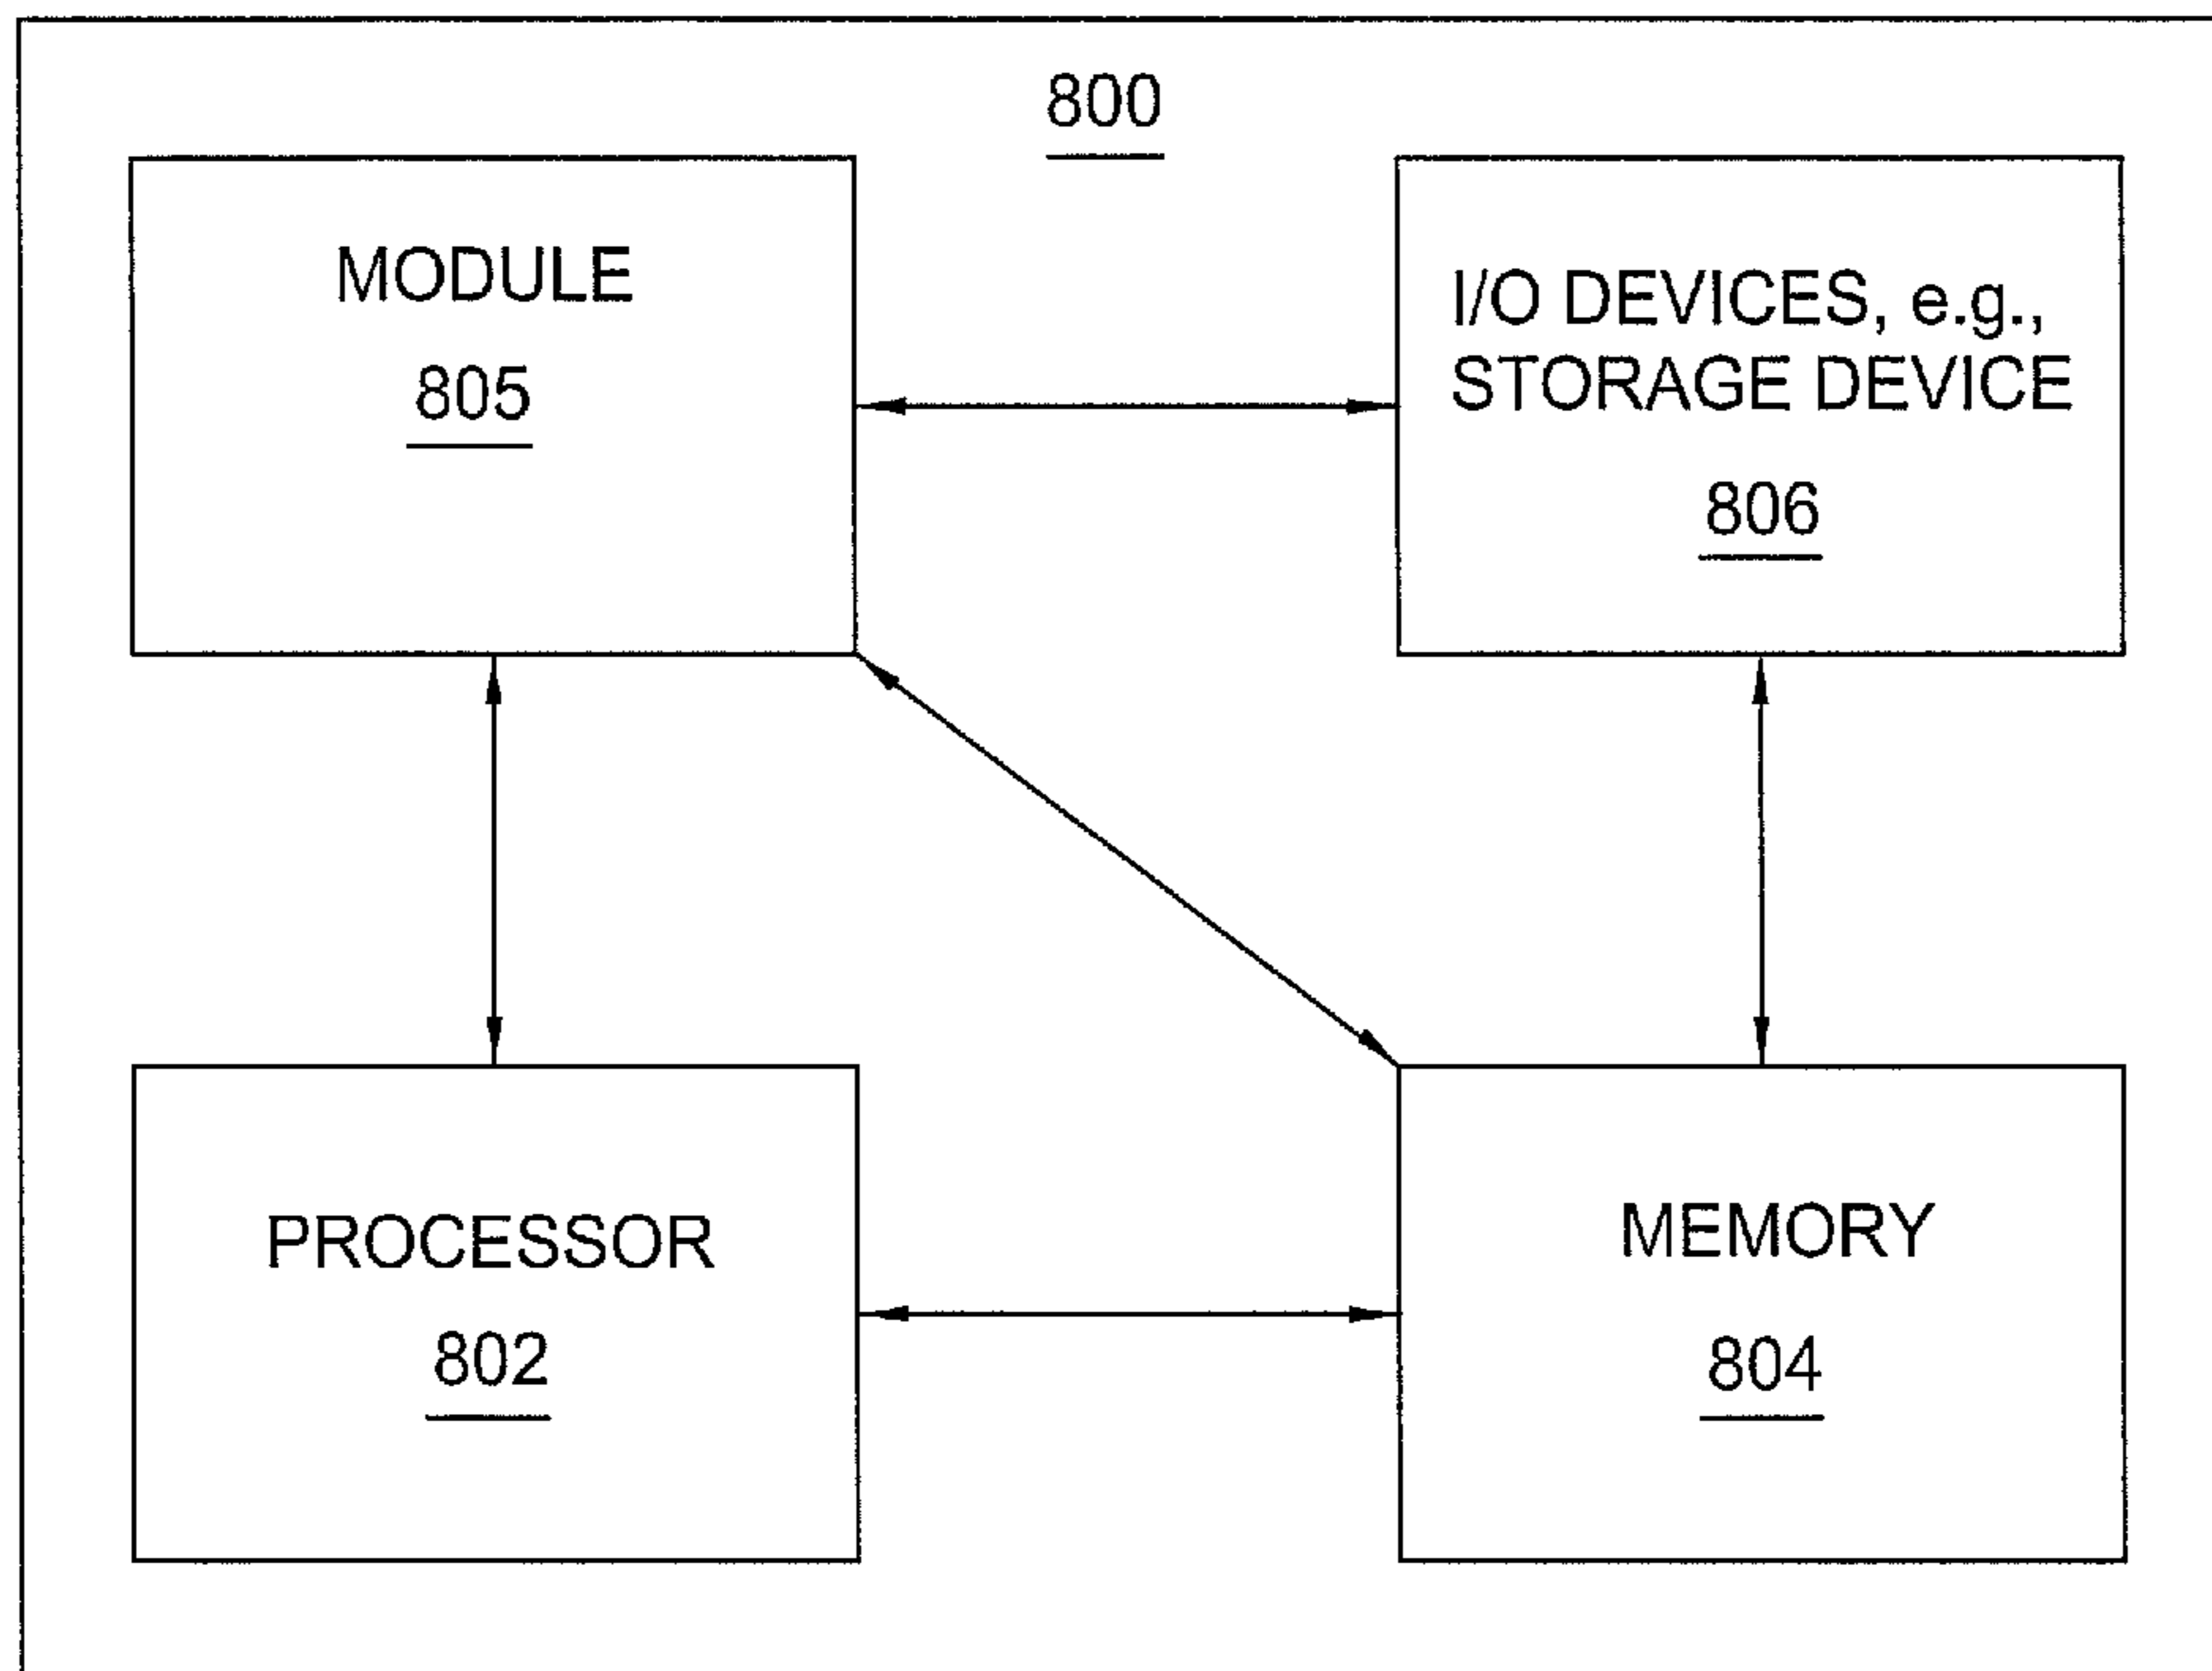 800
MODULE
805
I/O DEVICES, e.g.,
STORAGE DEVICE
806
PROCESSOR
802
MEMORY
804